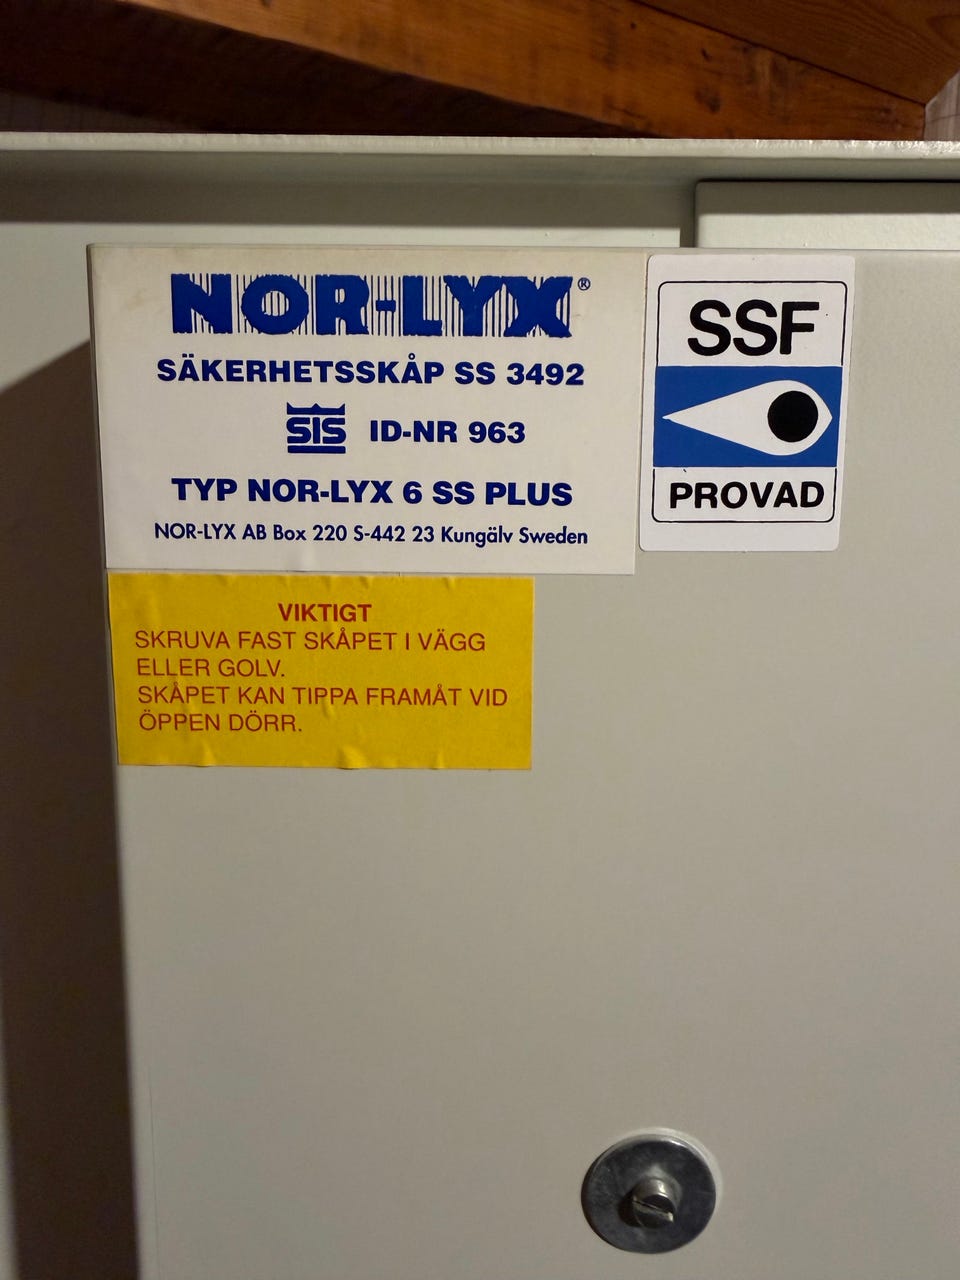 NOR-LYX®
SÄKERHETSSKÅP SS 3492
SIS ID-NR 963
TYP NOR-LYX 6 SS PLUS
NOR-LYX AB Box 220 S-442 23 Kungälv Sweden
SSF
PROVAD
VIKTIGT
SKRUVA FAST SKÅPET I VÄGG
ELLER GOLV.
SKÅPET KAN TIPPA FRAMÅT VID
ÖPPEN DÖRR.